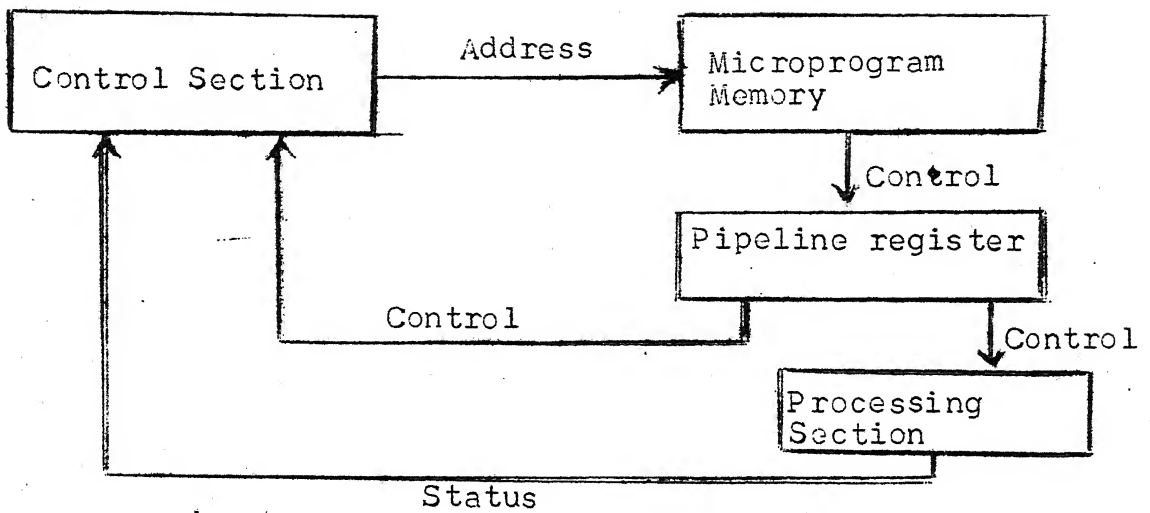 Control Section
Address
Microprogram
Memory
Control
Pipeline register
Control
Control
Processing
Section
Status